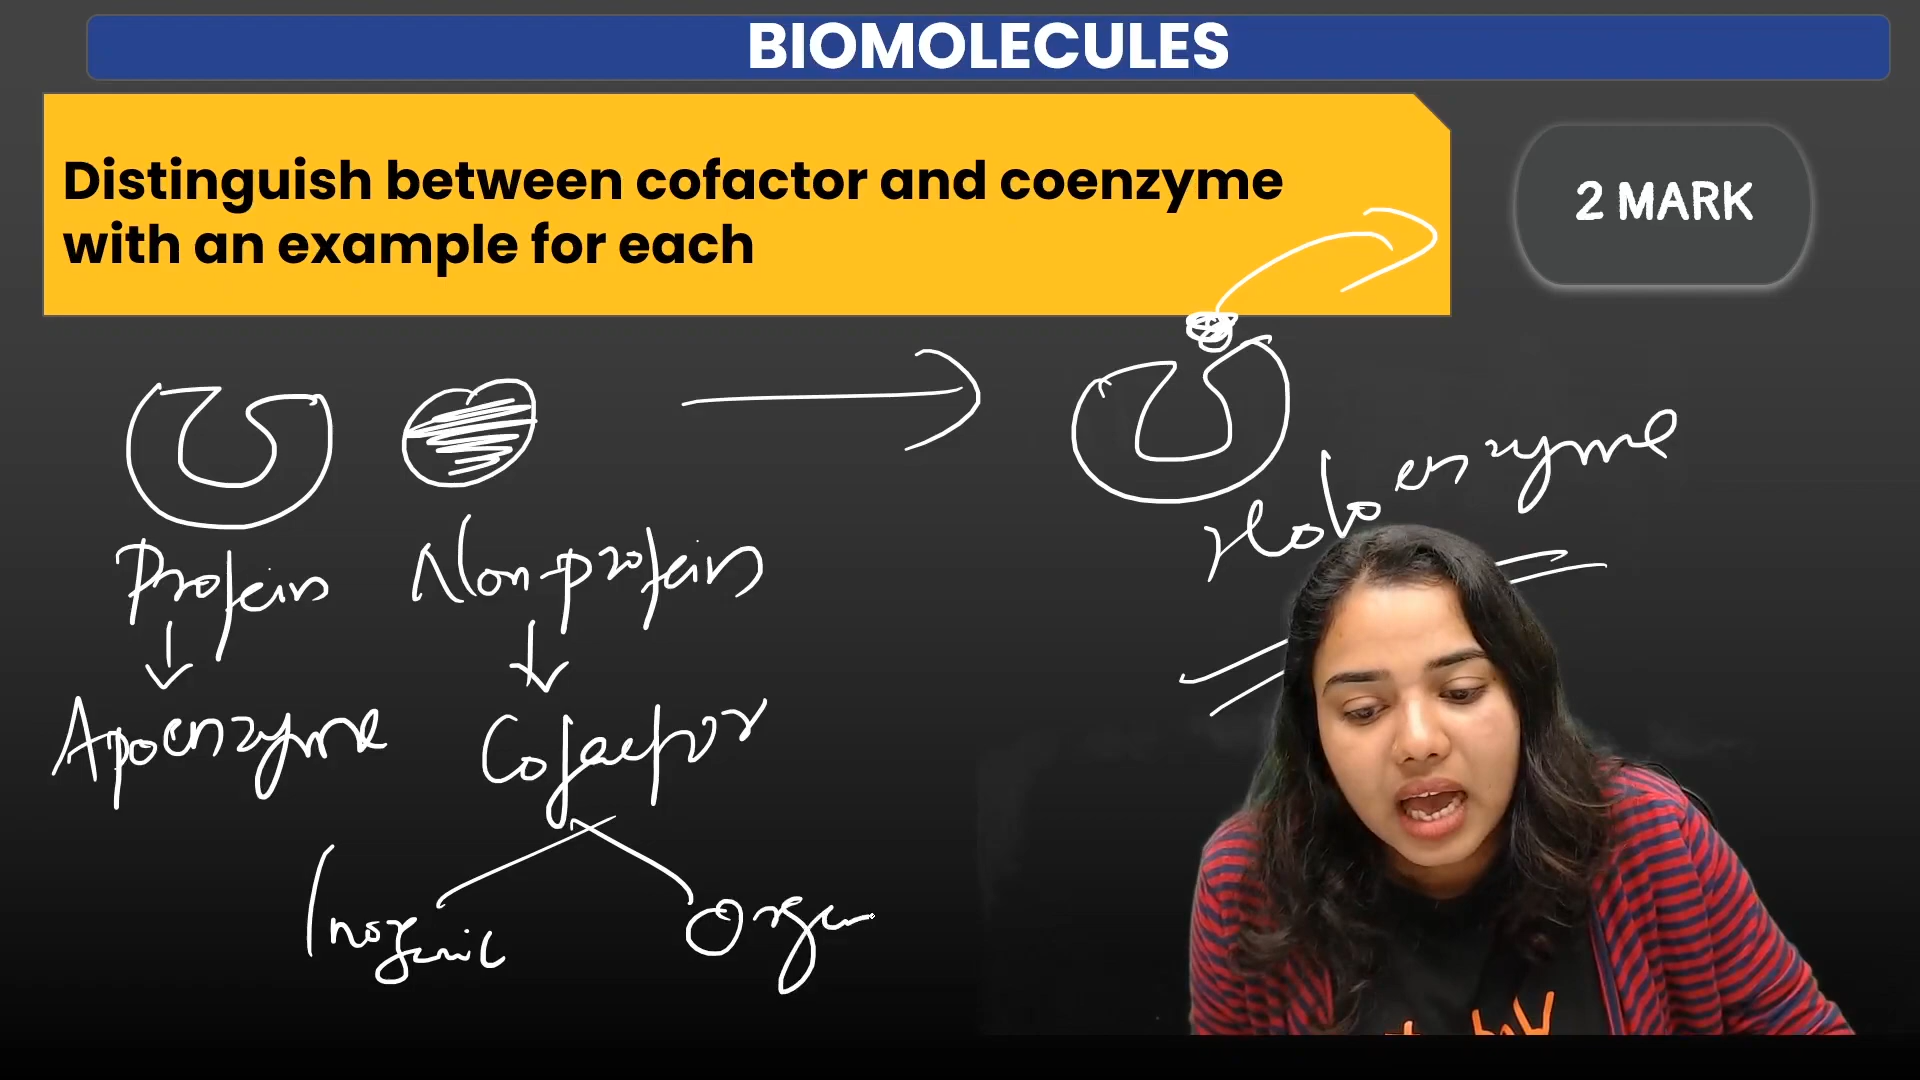 BIOMOLECULES
Distinguish between cofactor and coenzyme
with an example for each
2 MARK
Holoenzyme
Protein Non-protein
Apoenzyme Cofactor
Inorganic Organ